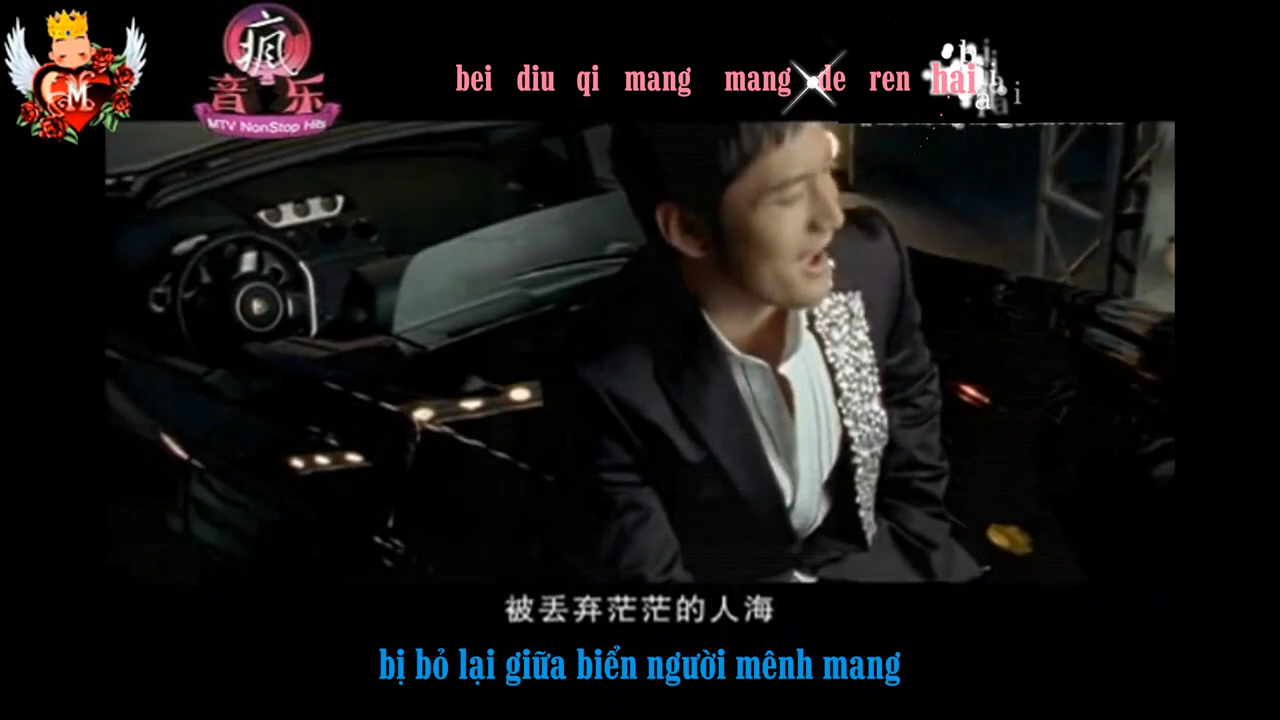 M
疯
音乐
MTV NonStop Hits
bei diu qi mang mang de ren hai
被丢弃茫茫的人海
bị bỏ lại giữa biển người mênh mang